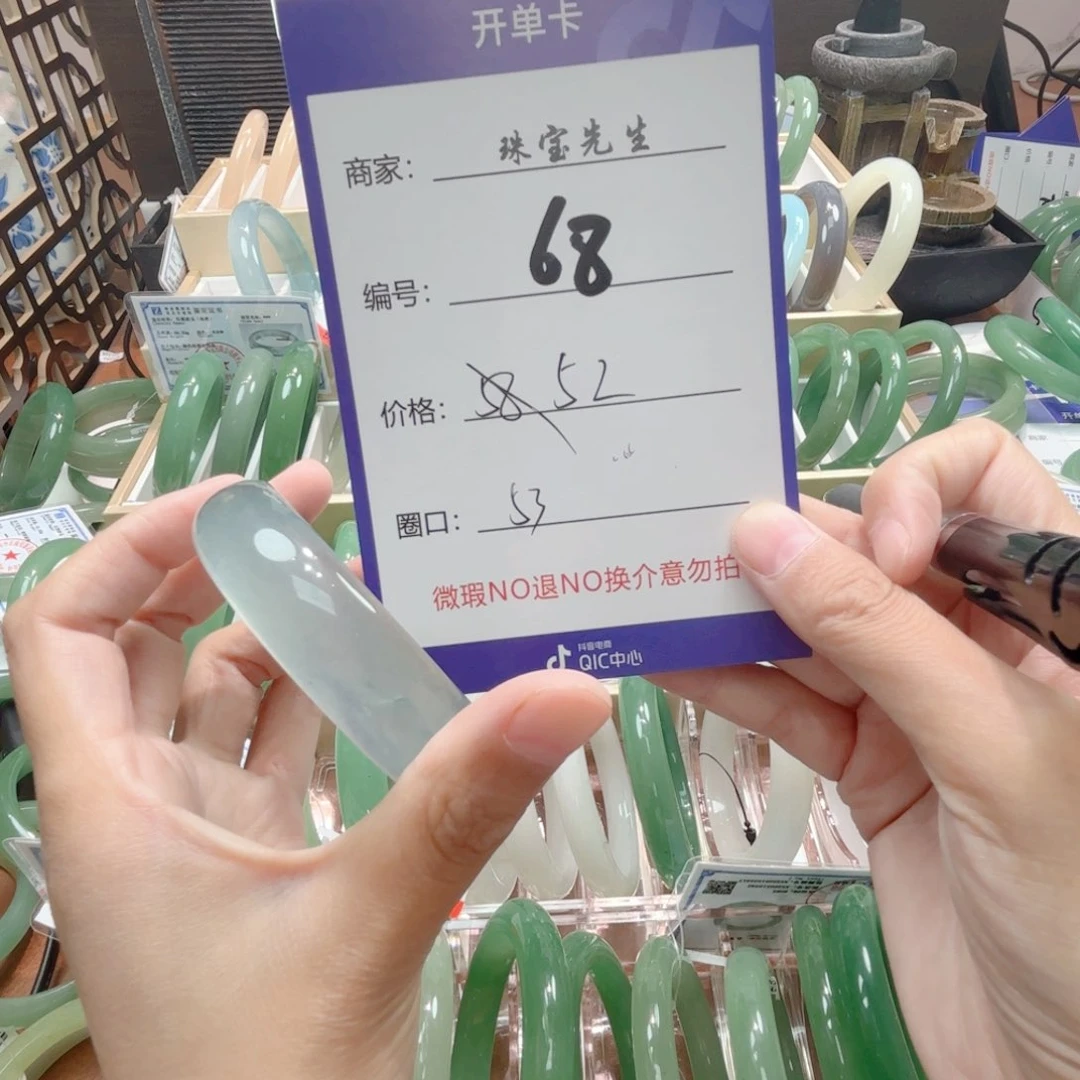 开单卡
商家: 珠宝先生
编号: 68
价格: 58 52
圈口: 53
微瑕NO退NO换介意勿拍
抖音电商
QIC中心